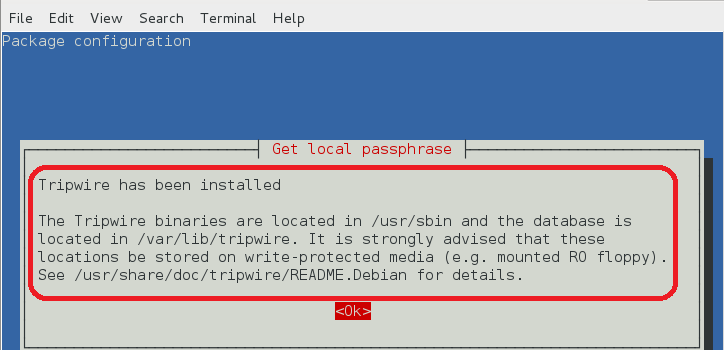 File Edit View Search Terminal Help
Package configuration
Get local passphrase
Tripwire has been installed
The Tripwire binaries are located in /usr/sbin and the database is
located in /var/lib/tripwire. It is strongly advised that these
locations be stored on write-protected media (e.g. mounted RO floppy).
See /usr/share/doc/tripwire/README.Debian for details.
<Ok>